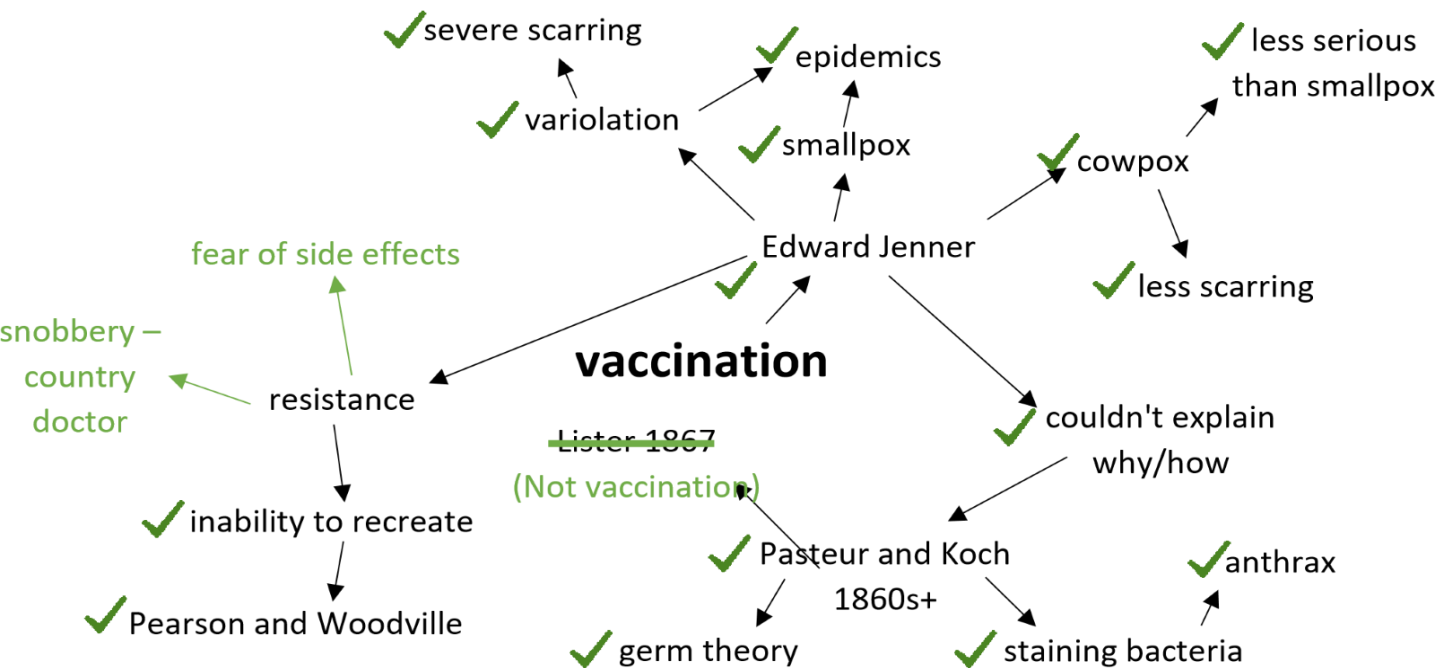 severe scarring
epidemics
less serious
than smallpox
variolation
smallpox
cowpox
Edward Jenner
fear of side effects
less scarring
snobbery –
country
doctor
vaccination
resistance
couldn't explain
why/how
Lister 1867
(Not vaccination)
inability to recreate
Pasteur and Koch
1860s+
anthrax
Pearson and Woodville
germ theory
staining bacteria